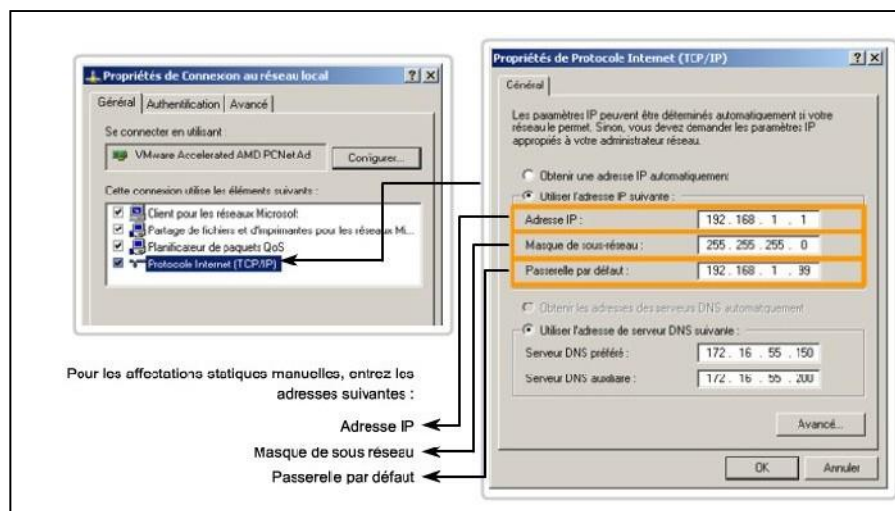 Propriétés de Connexon au réseau local
Général Authentification Avancé
Se connecter en utilisant :
VMware Accelerated AMD PCNet Ad
Configurer...
Cette connexion utilise les éléments suivants :
Client pour les réseaux Microsoft
Partage de fichiers et d'imprimantes pour les réseaux Mi...
Planificateur de paquets QoS
Protocole Internet (TCP/IP)
Pour les affectations statiques manuelles, entrez les
adresses suivantes :
Adresse IP
Masque de sous réseau
Passerelle par défaut
Propriétés de Protocole Internet (TCP/IP)
Général
Les paramètres IP peuvent être déterminés automatiquement si votre
réseau le permet. Sinon, vous devez demander les paramètres IP
appropriés à votre administrateur réseau.
Obtenir une adresse IP automatiquement
Utiliser l'adresse IP suivante :
Adresse IP : 192 . 168 . 1 . 1
Masque de sous-réseau : 255 . 255 . 255 . 0
Passerelle par défaut : 192 . 168 . 1 . 99
Obtenir les adresses des serveurs DNS automatiquement
Utiliser l'adresse de serveur DNS suivante :
Serveur DNS préféré : 172 . 16 . 55 . 150
Serveur DNS auxiliaire : 172 . 16 . 55 . 200
Avancé...
OK Annuler